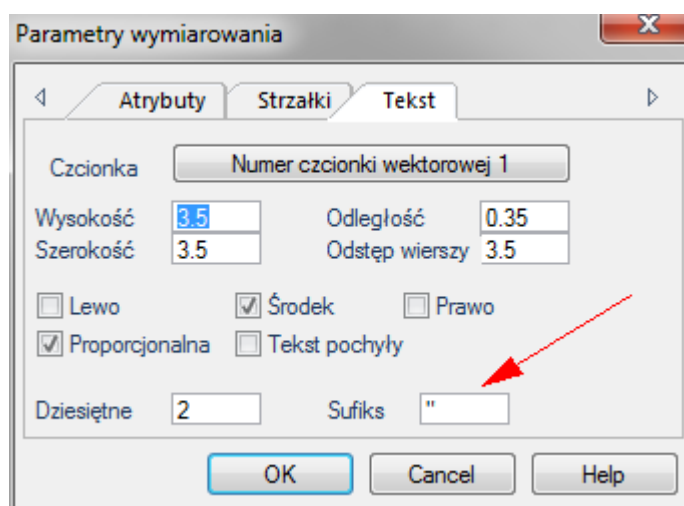 Parametry wymiarowania
Atrybuty Strzałki Tekst
Czcionka Numer czcionki wektorowej 1
Wysokość 3.5 Odległość 0.35
Szerokość 3.5 Odstęp wierszy 3.5
Lewo Środek Prawo
Proporcjonalna Tekst pochyły
Dziesiętne 2 Sufiks "
OK Cancel Help